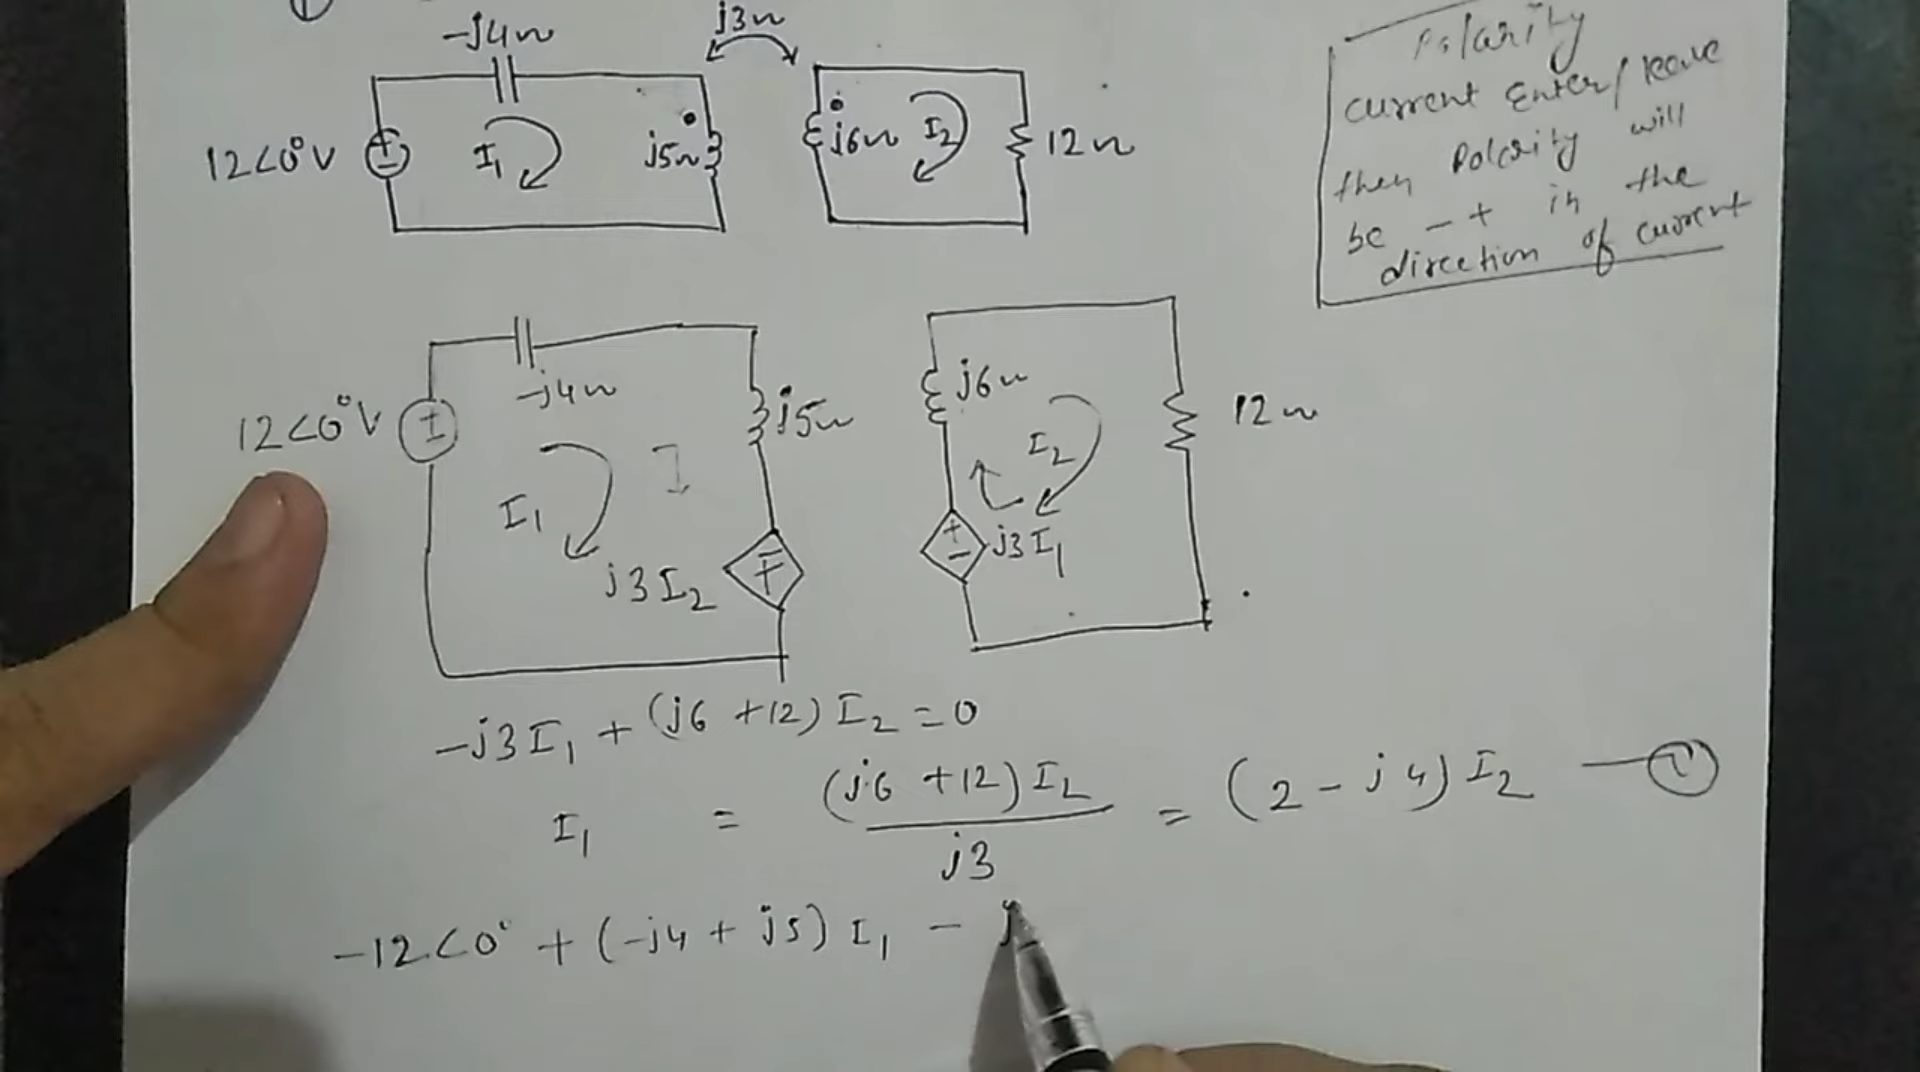 ①
-j4Ω
j3Ω
12∠0°V
+
-
I₁
j5Ω
j6Ω
I₂
12Ω
Polarity
current Enter/leave
then Polarity will
be - + in the
direction of current
12∠0°V
+
-
-j4Ω
j5Ω
I₁
j3I₂
-
+
j6Ω
I₂
+
-
j3I₁
12Ω
-j3I₁ + (j6 +12) I₂ = 0
I₁ = (j6 +12) I₂ / j3 = (2 - j4) I₂
-12∠0° + (-j4 + j5) I₁ - j